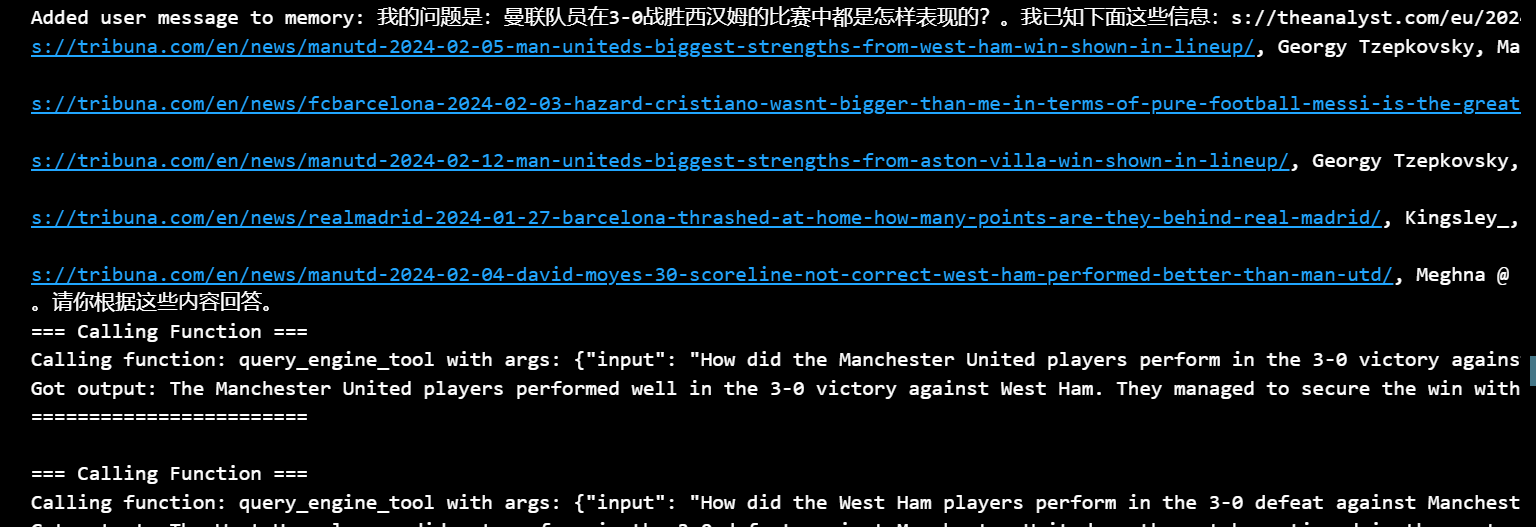 Added user message to memory: 我的问题是：曼联队员在3-0战胜西汉姆的比赛中都是怎样表现的？。我已知下面这些信息：s://theanalyst.com/eu/202
s://tribuna.com/en/news/manutd-2024-02-05-man-uniteds-biggest-strengths-from-west-ham-win-shown-in-lineup/, Georgy Tzepkovsky, Ma
s://tribuna.com/en/news/fcbarcelona-2024-02-03-hazard-cristiano-wasnt-bigger-than-me-in-terms-of-pure-football-messi-is-the-great
s://tribuna.com/en/news/manutd-2024-02-12-man-uniteds-biggest-strengths-from-aston-villa-win-shown-in-lineup/, Georgy Tzepkovsky,
s://tribuna.com/en/news/realmadrid-2024-01-27-barcelona-thrashed-at-home-how-many-points-are-they-behind-real-madrid/, Kingsley_,
s://tribuna.com/en/news/manutd-2024-02-04-david-moyes-30-scoreline-not-correct-west-ham-performed-better-than-man-utd/, Meghna @
。请你根据这些内容回答。
=== Calling Function ===
Calling function: query_engine_tool with args: {"input": "How did the Manchester United players perform in the 3-0 victory agains
Got output: The Manchester United players performed well in the 3-0 victory against West Ham. They managed to secure the win with
========================
=== Calling Function ===
Calling function: query_engine_tool with args: {"input": "How did the West Ham players perform in the 3-0 defeat against Manchest